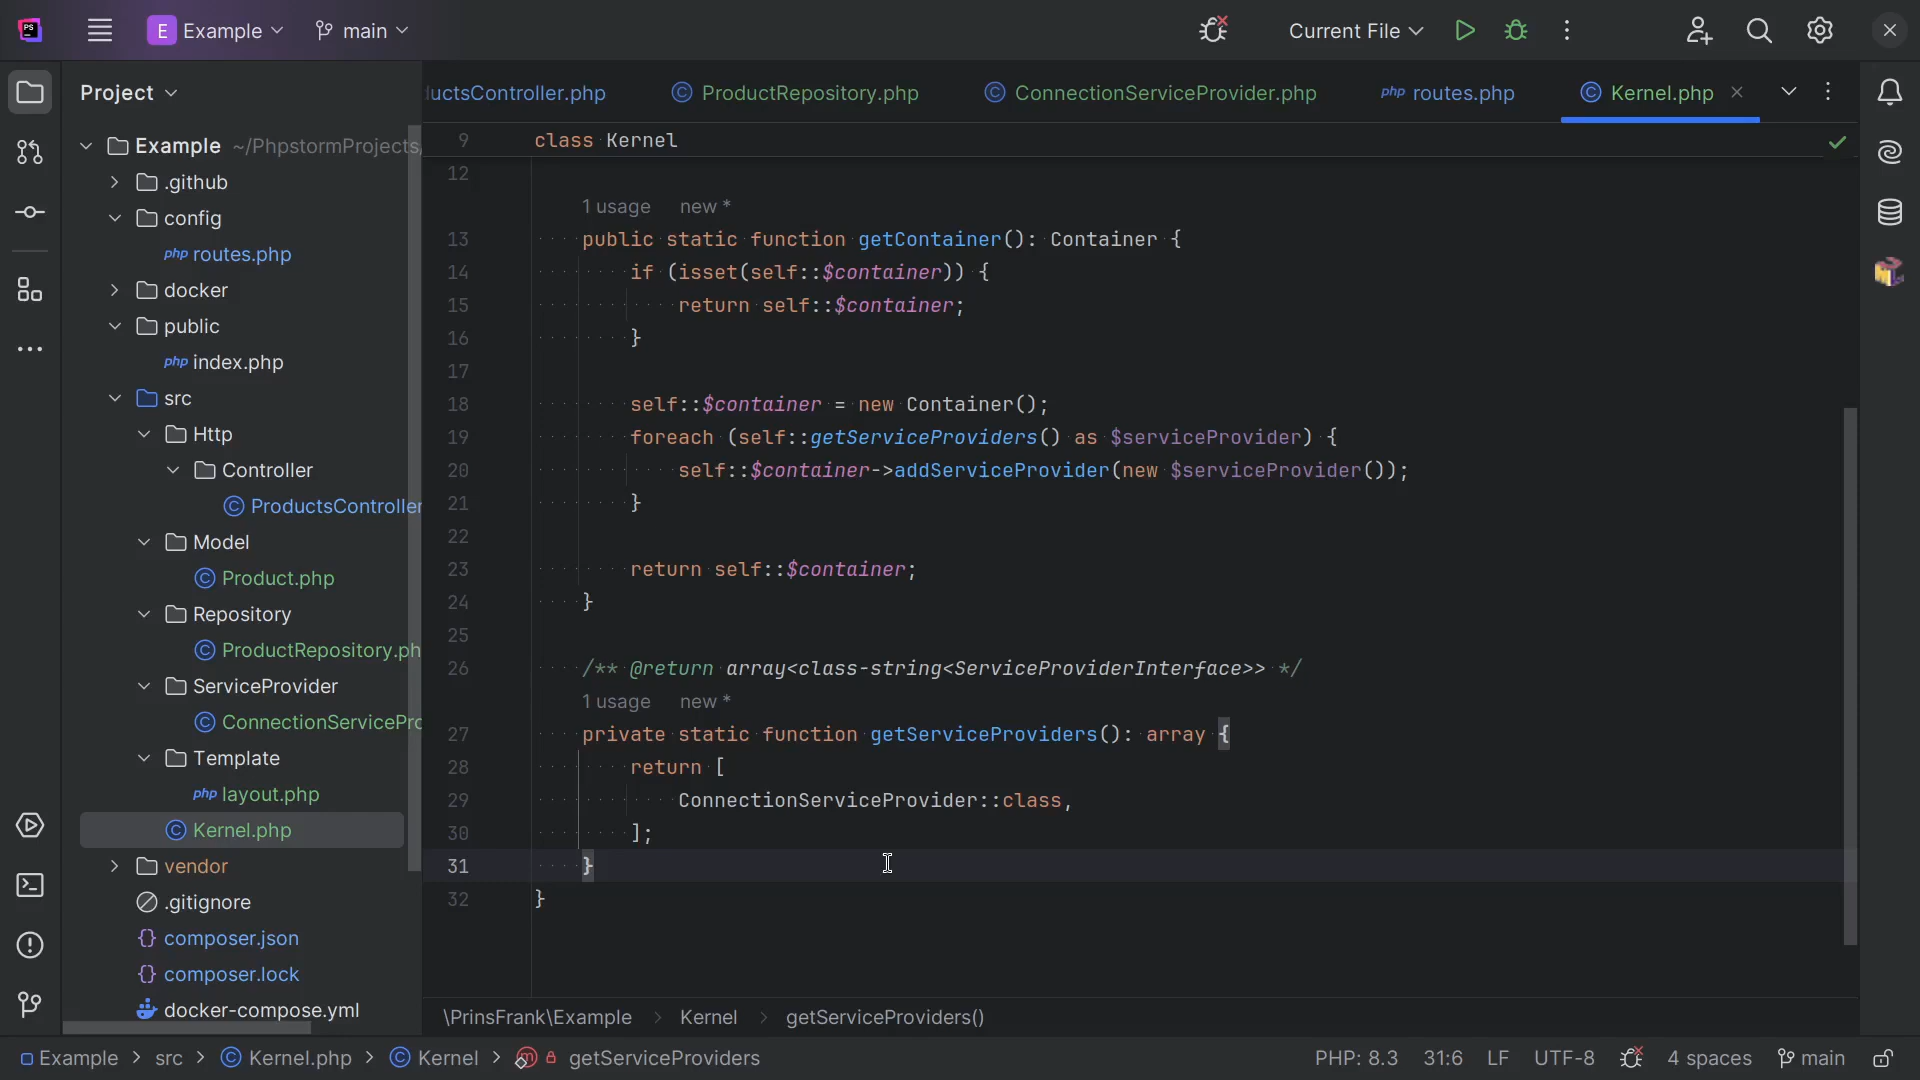 PS
E Example
main
Current File
Project
uctsController.php
ProductRepository.php
ConnectionServiceProvider.php
php routes.php
Kernel.php
Example ~/PhpstormProjects/
.github
config
php routes.php
docker
public
php index.php
src
Http
Controller
ProductsController
Model
Product.php
Repository
ProductRepository.ph
ServiceProvider
ConnectionServicePro
Template
php layout.php
Kernel.php
vendor
.gitignore
{} composer.json
{} composer.lock
docker-compose.yml
9 class Kernel
12
1 usage new *
13 public static function getContainer(): Container {
14 if (isset(self::$container)) {
15 return self::$container;
16 }
17
18 self::$container = new Container();
19 foreach (self::getServiceProviders() as $serviceProvider) {
20 self::$container->addServiceProvider(new $serviceProvider());
21 }
22
23 return self::$container;
24 }
25
26 /** @return array<class-string<ServiceProviderInterface>> */
1 usage new *
27 private static function getServiceProviders(): array {
28 return [
29 ConnectionServiceProvider::class,
30 ];
31 }
32 }
\PrinsFrank\Example > Kernel > getServiceProviders()
Example > src > Kernel.php > Kernel > getServiceProviders
PHP: 8.3 31:6 LF UTF-8 4 spaces main